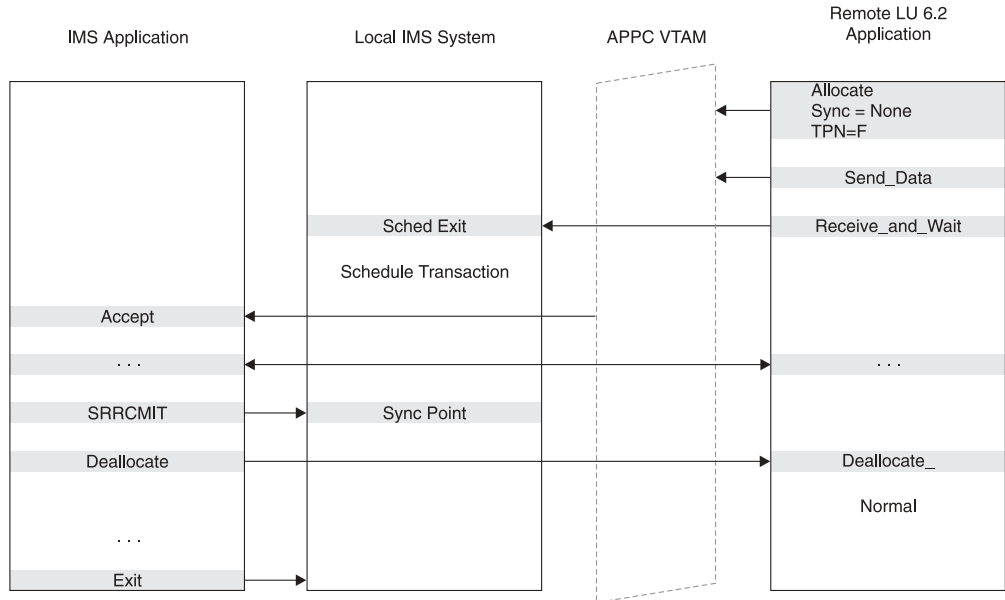 IMS Application
Local IMS System
APPC VTAM
Remote LU 6.2
Application
Allocate
Sync = None
TPN=F
Send_Data
Sched Exit
Receive_and_Wait
Schedule Transaction
Accept
. . .
. . .
SRRCMIT
Sync Point
Deallocate
Deallocate_
Normal
. . .
Exit